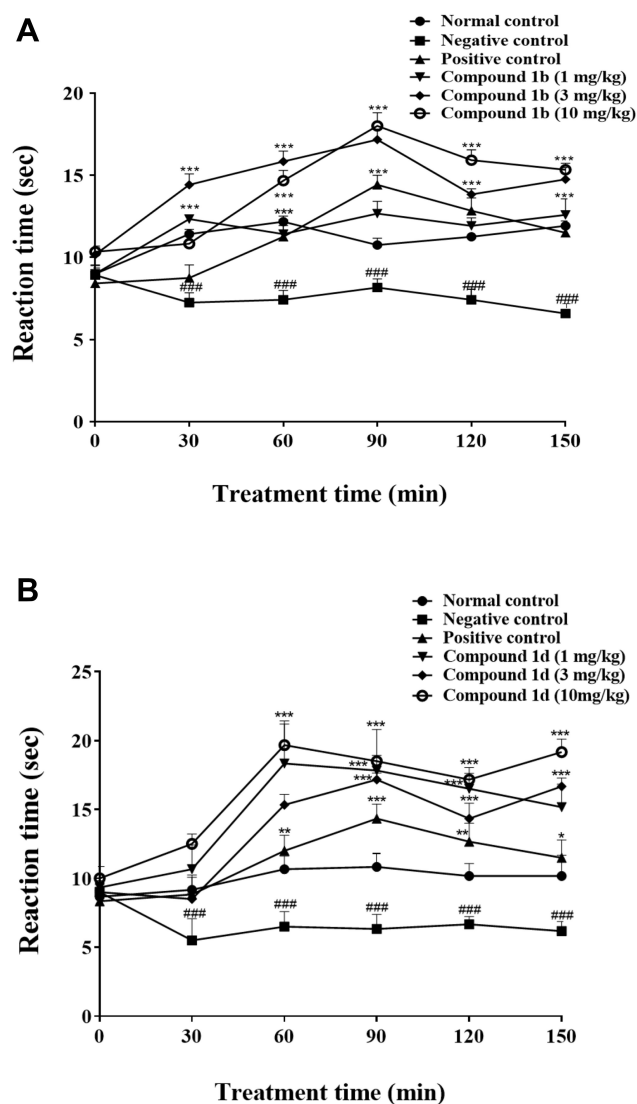 A
Normal control
Negative control
Positive control
Compound 1b (1 mg/kg)
Compound 1b (3 mg/kg)
Compound 1b (10 mg/kg)
20
15
10
5
0
Reaction time (sec)
***
***
***
***
***
***
***
***
***
***
***
***
###
###
###
###
###
0 30 60 90 120 150
Treatment time (min)
B
Normal control
Negative control
Positive control
Compound 1d (1 mg/kg)
Compound 1d (3 mg/kg)
Compound 1d (10mg/kg)
25
20
15
10
5
0
Reaction time (sec)
***
***
***
***
***
***
***
***
***
***
**
**
*
###
###
###
###
###
0 30 60 90 120 150
Treatment time (min)